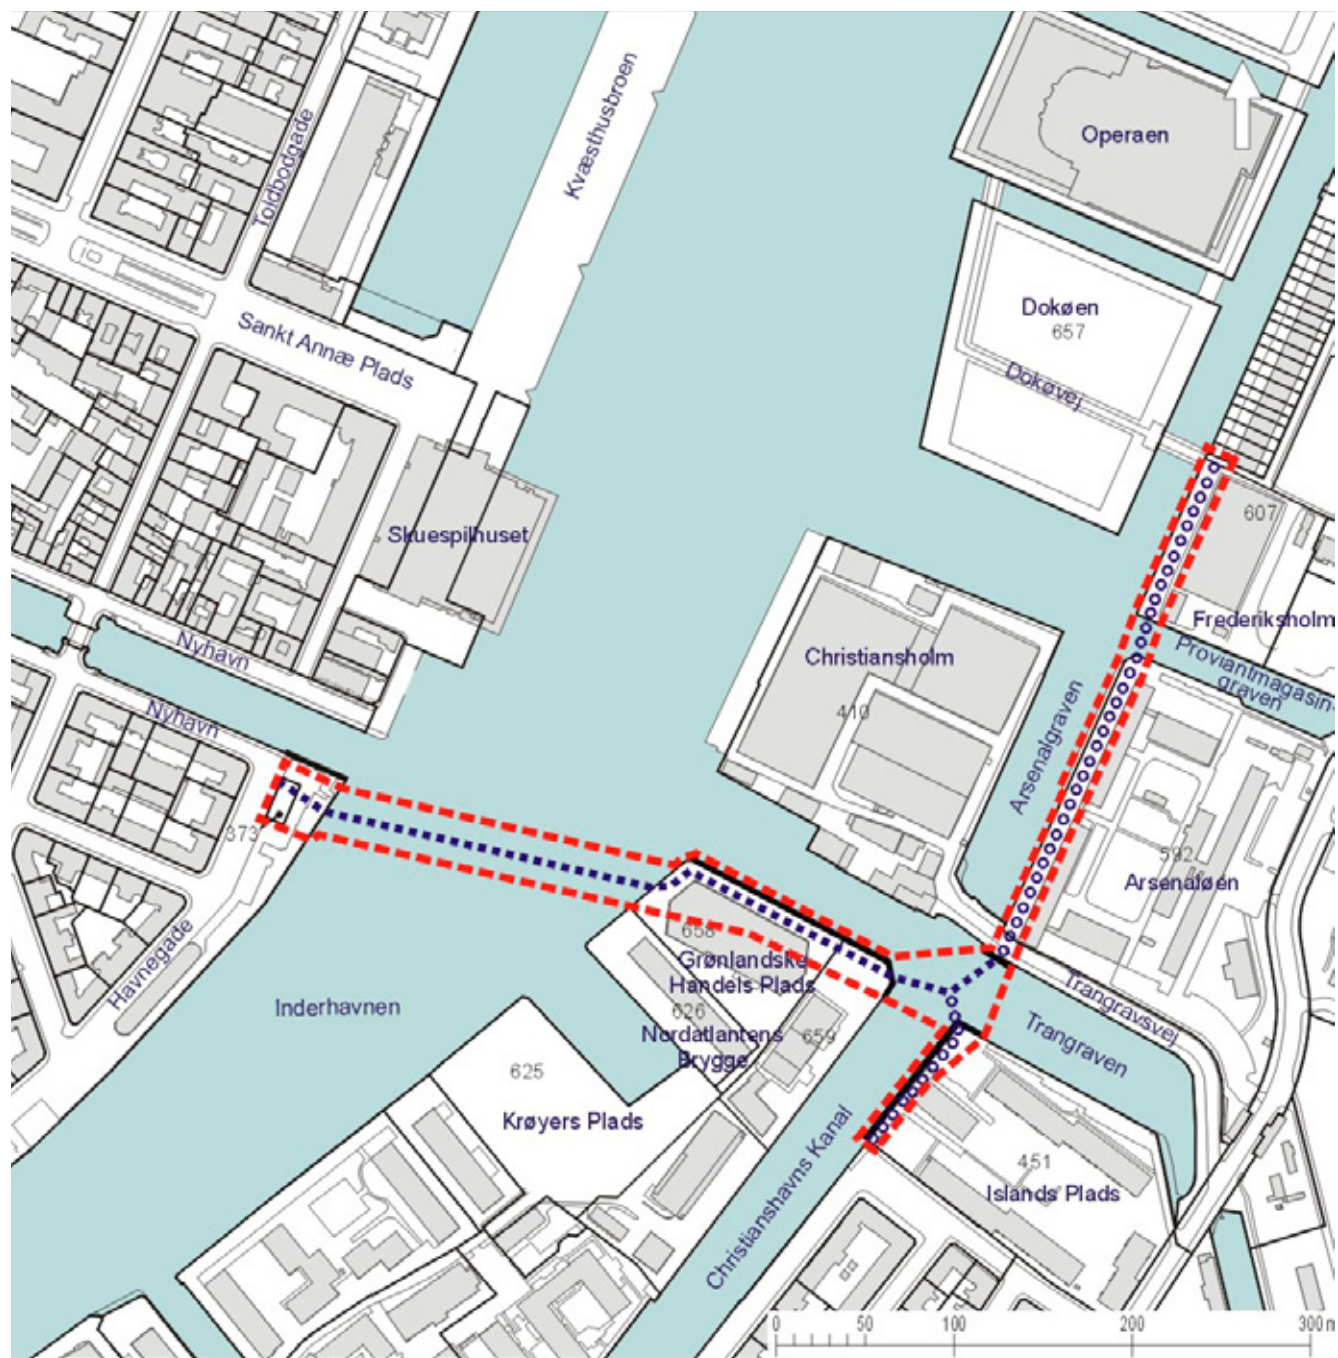 Operaen
Kvæsthusbroen
Toldbodgade
Dokøen
657
Sankt Annæ Plads
Dokøvej
607
Skuespilhuset
Frederiksholm
Nyhavn
Christiansholm
Proviantmagasin-
graven
410
Nyhavn
Arsenalgraven
373
592
Arsenaløen
658
Grønlandske
Handels Plads
Havnegade
Inderhavnen
Trangravsvej
626
Nordatlantens
Brygge
659
Trangraven
625
Krøyers Plads
451
Islands Plads
Christianshavns Kanal
0 50 100 200 300 m